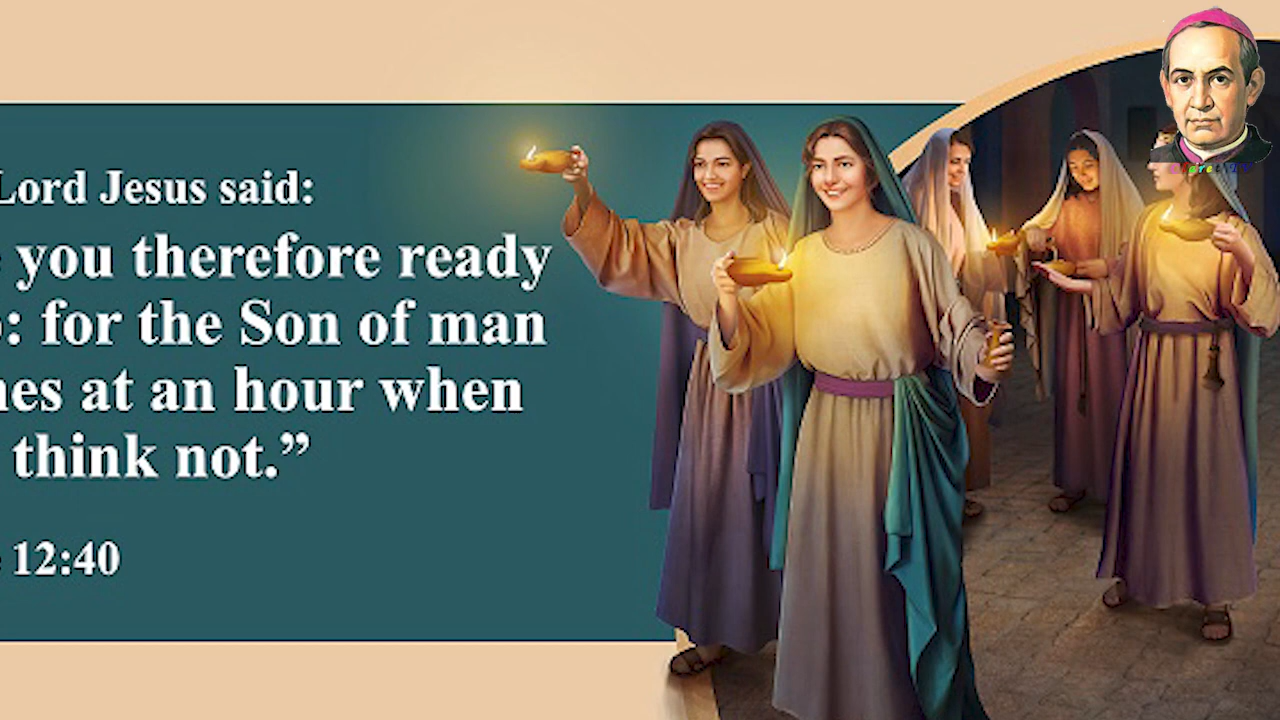 Lord Jesus said:
you therefore ready
: for the Son of man
at an hour when
think not.”
12:40